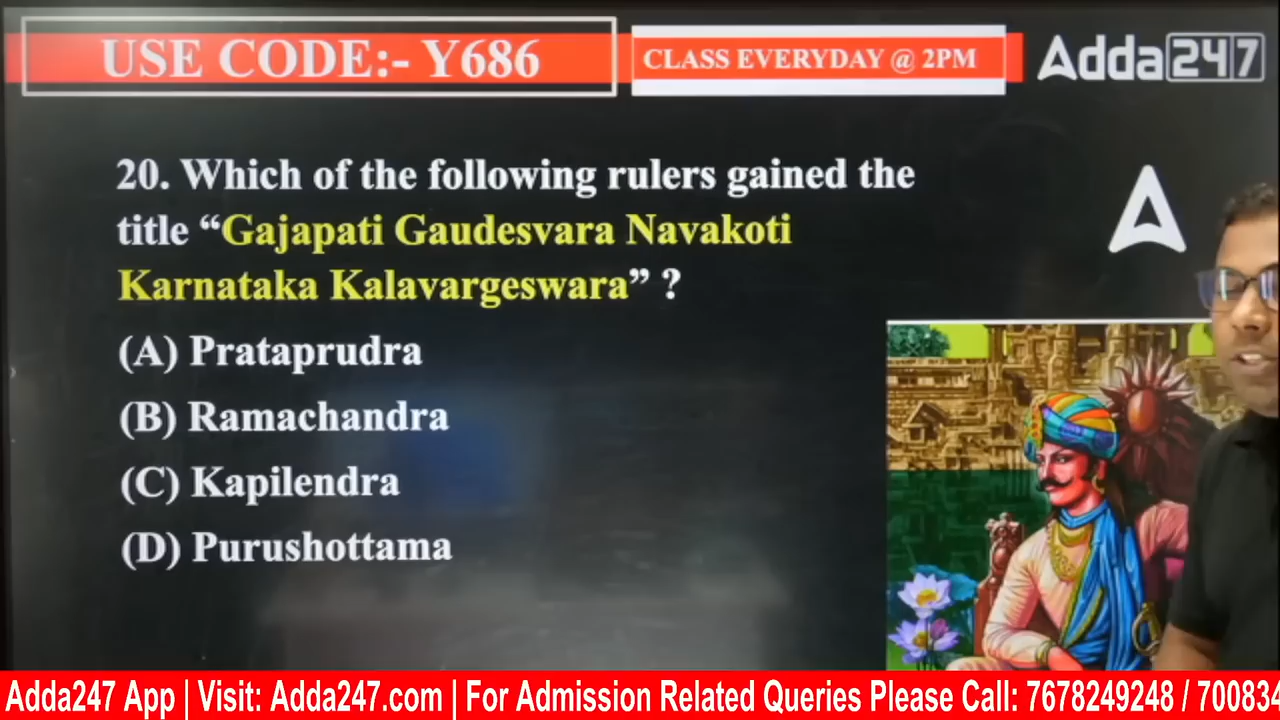 USE CODE:- Y686
CLASS EVERYDAY @ 2PM
Adda247
20. Which of the following rulers gained the
title “Gajapati Gaudesvara Navakoti
Karnataka Kalavargeswara” ?
(A) Prataprudra
(B) Ramachandra
(C) Kapilendra
(D) Purushottama
Adda247 App | Visit: Adda247.com | For Admission Related Queries Please Call: 7678249248 / 700834